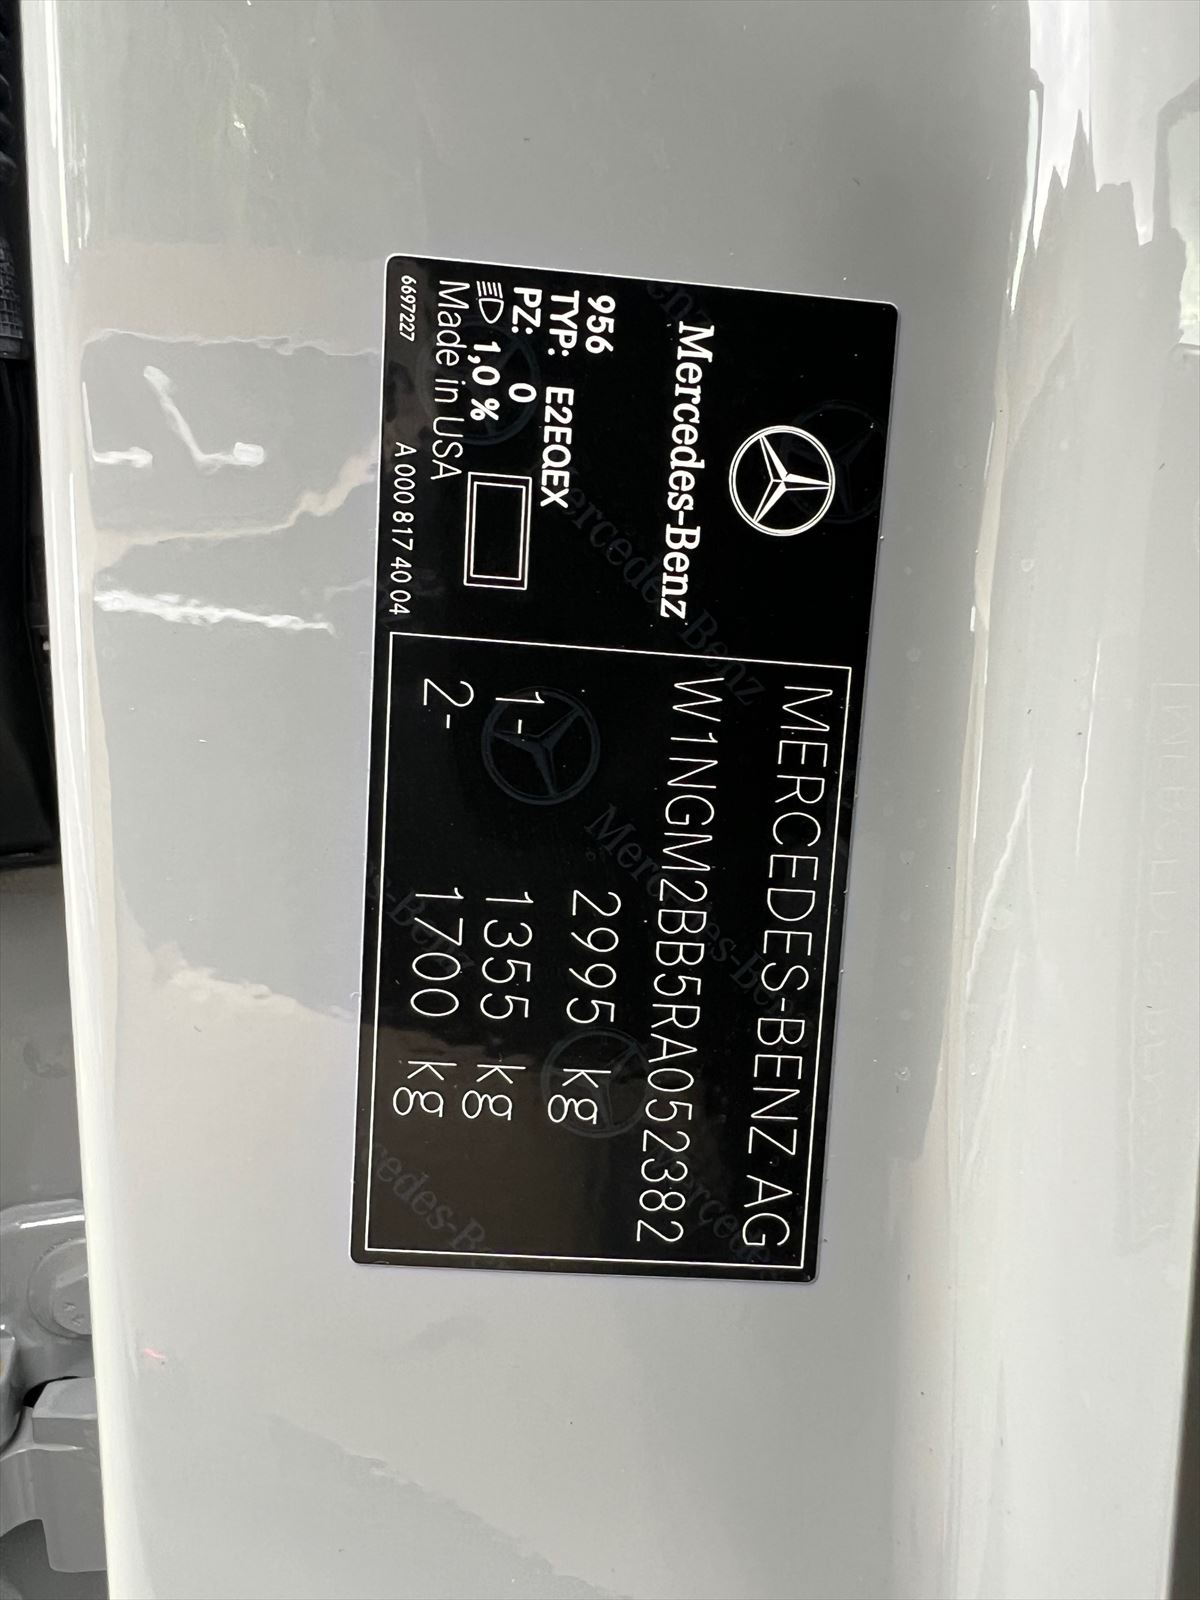 Mercedes-Benz
956
TYP: E2EQEX
PZ: 0
1,0 %
Made in USA
6697227 A 000 817 40 04
MERCEDES-BENZ AG
W1NGM2BB5RA052382
2995 kg
1- 1355 kg
2- 1700 kg